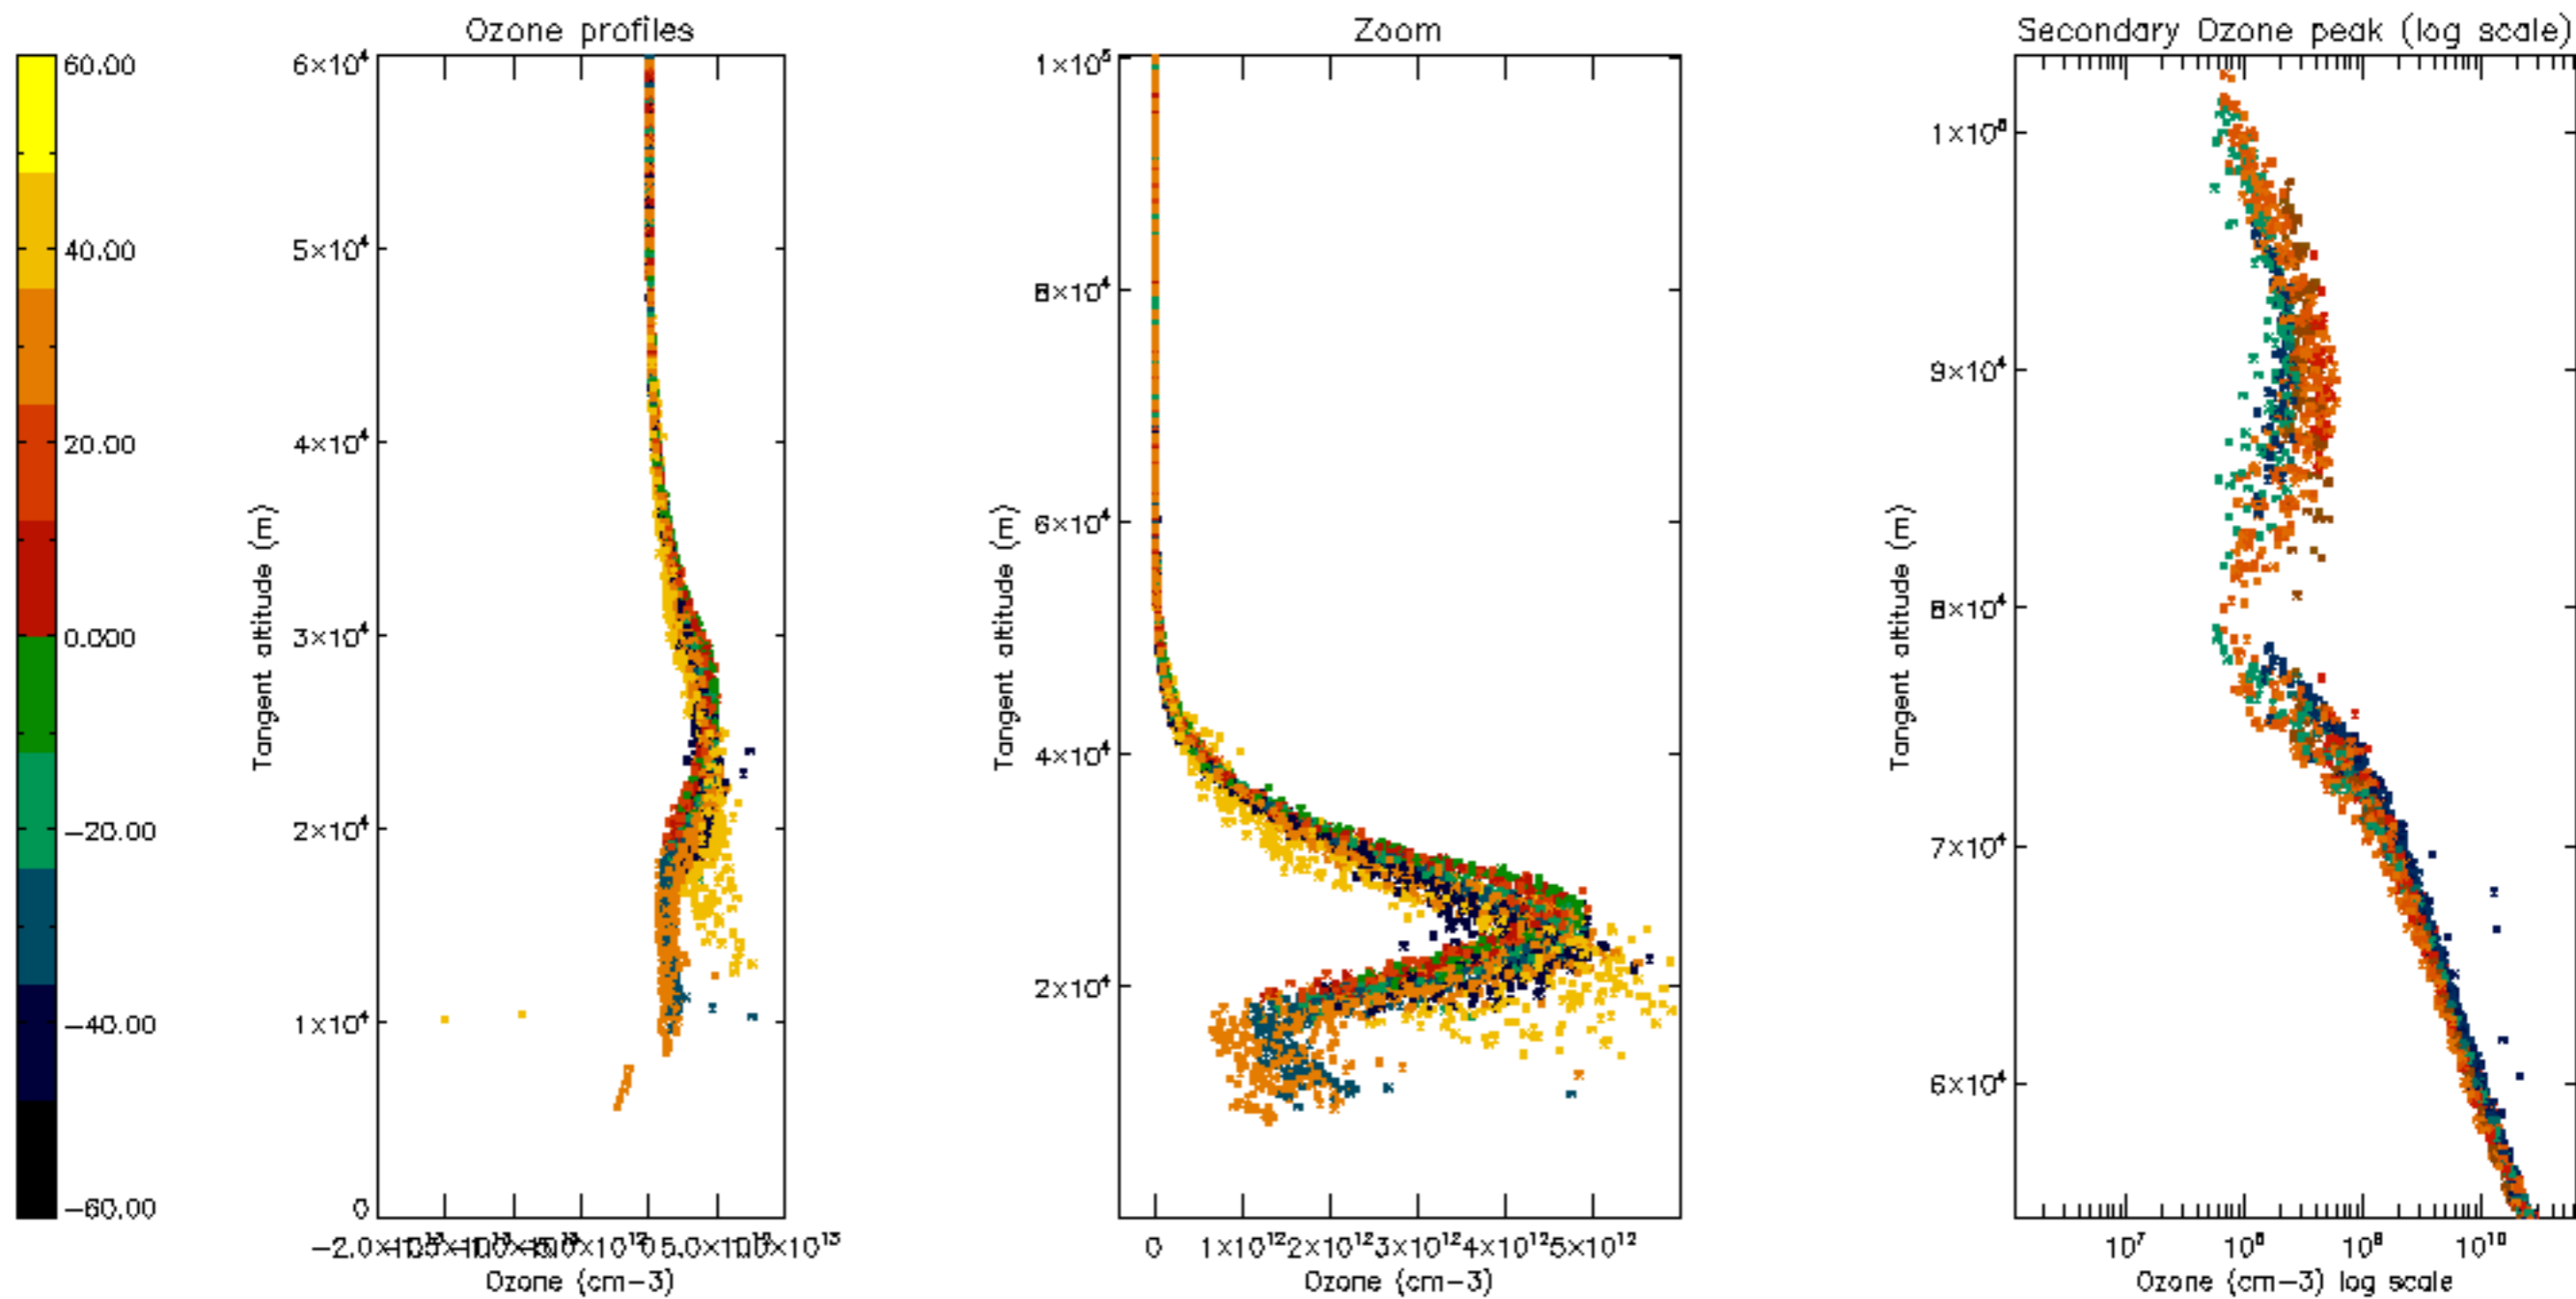 Ozone profiles
Zoom
Secondary Ozone peak (log scale)
60.00
40.00
20.00
0.000
−20.00
−40.00
−60.00
Tangent altitude (m)
6×10⁴
5×10⁴
4×10⁴
3×10⁴
2×10⁴
1×10⁴
0
Ozone (cm−3)
Tangent altitude (m)
1×10⁵
8×10⁴
6×10⁴
4×10⁴
2×10⁴
0 1×10¹² 2×10¹² 3×10¹² 4×10¹² 5×10¹²
Ozone (cm−3)
Tangent altitude (m)
1×10⁵
9×10⁴
8×10⁴
7×10⁴
6×10⁴
10⁷ 10⁸ 10⁹ 10¹⁰
Ozone (cm−3) log scale